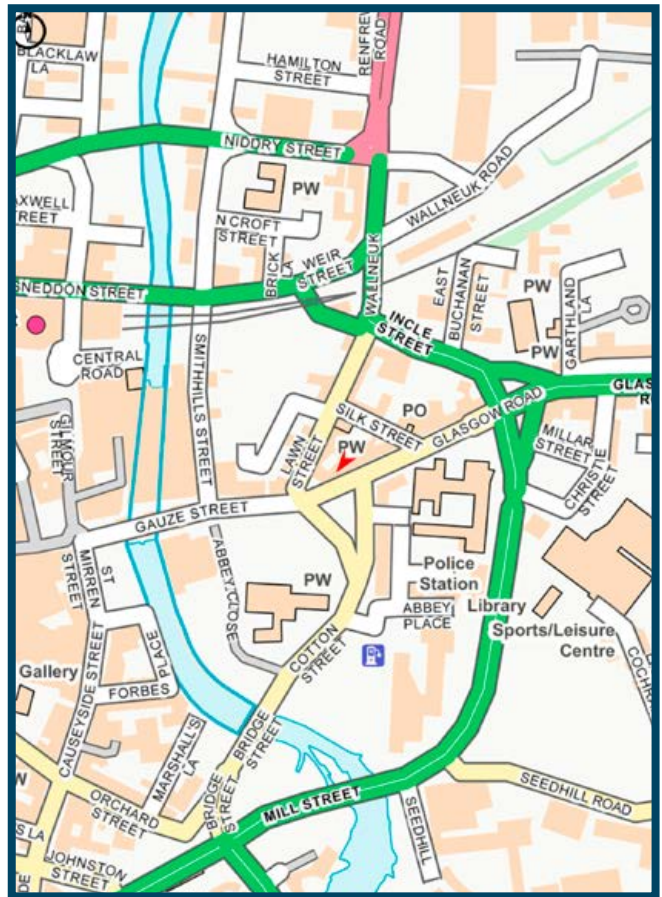 BLACKLAW
LA
HAMILTON
STREET
RENFREW
ROAD
NIDDRY STREET
PW
AXWELL
TREET
N CROFT
STREET
BRICK
LA
WEIR
STREET
WALLNEUK ROAD
WALLNEUK
SNEDDON STREET
EAST
BUCHANAN
STREET
INCLE
STREET
PW
PW
GARTHLAND
LA
CENTRAL
ROAD
SMITHHILLS STREET
SILK STREET
PO
GLASGOW ROAD
GLAS
R
MILLAR
STREET
CHRISTIE
STREET
GILMOUR
STREET
LAWN
STREET
PW
GAUZE STREET
ST
MIRREN
STREET
ABBEY CLOSE
PW
Police
Station
ABBEY
PLACE
Library
Sports/Leisure
Centre
COCHRA
COTTON
STREET
Gallery
FORBES
PLACE
CAUSEYSIDE STREET
MARSHALL'S
LA
BRIDGE
STREET
BRIDGE
STREET
W
ORCHARD
STREET
MILL STREET
SEEDHILL ROAD
SEEDHILL
S LA
JOHNSTON
STREET
DE